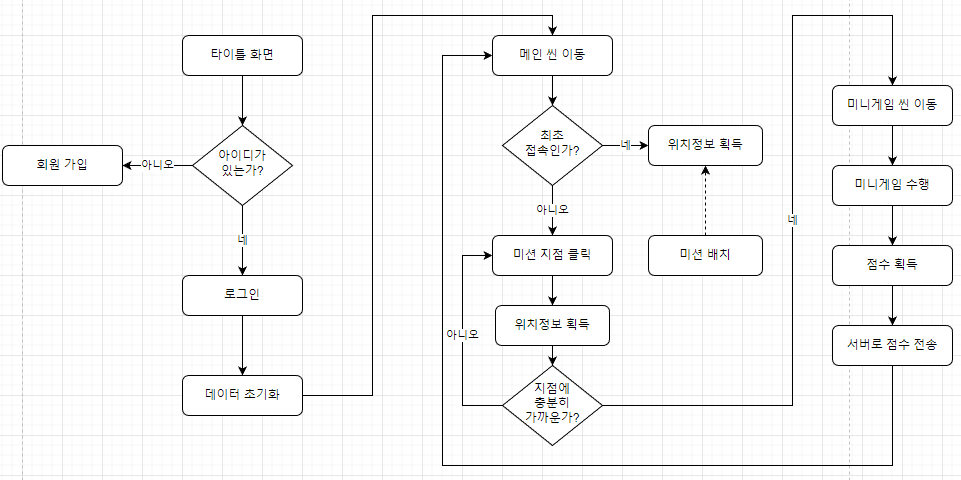 타이틀 화면
아이디가
있는가?
아니오
회원 가입
네
로그인
데이터 초기화
메인 씬 이동
최초
접속인가?
네
위치정보 획득
아니오
미션 지점 클릭
미션 배치
위치정보 획득
아니오
지점에
충분히
가까운가?
네
미니게임 씬 이동
미니게임 수행
점수 획득
서버로 점수 전송